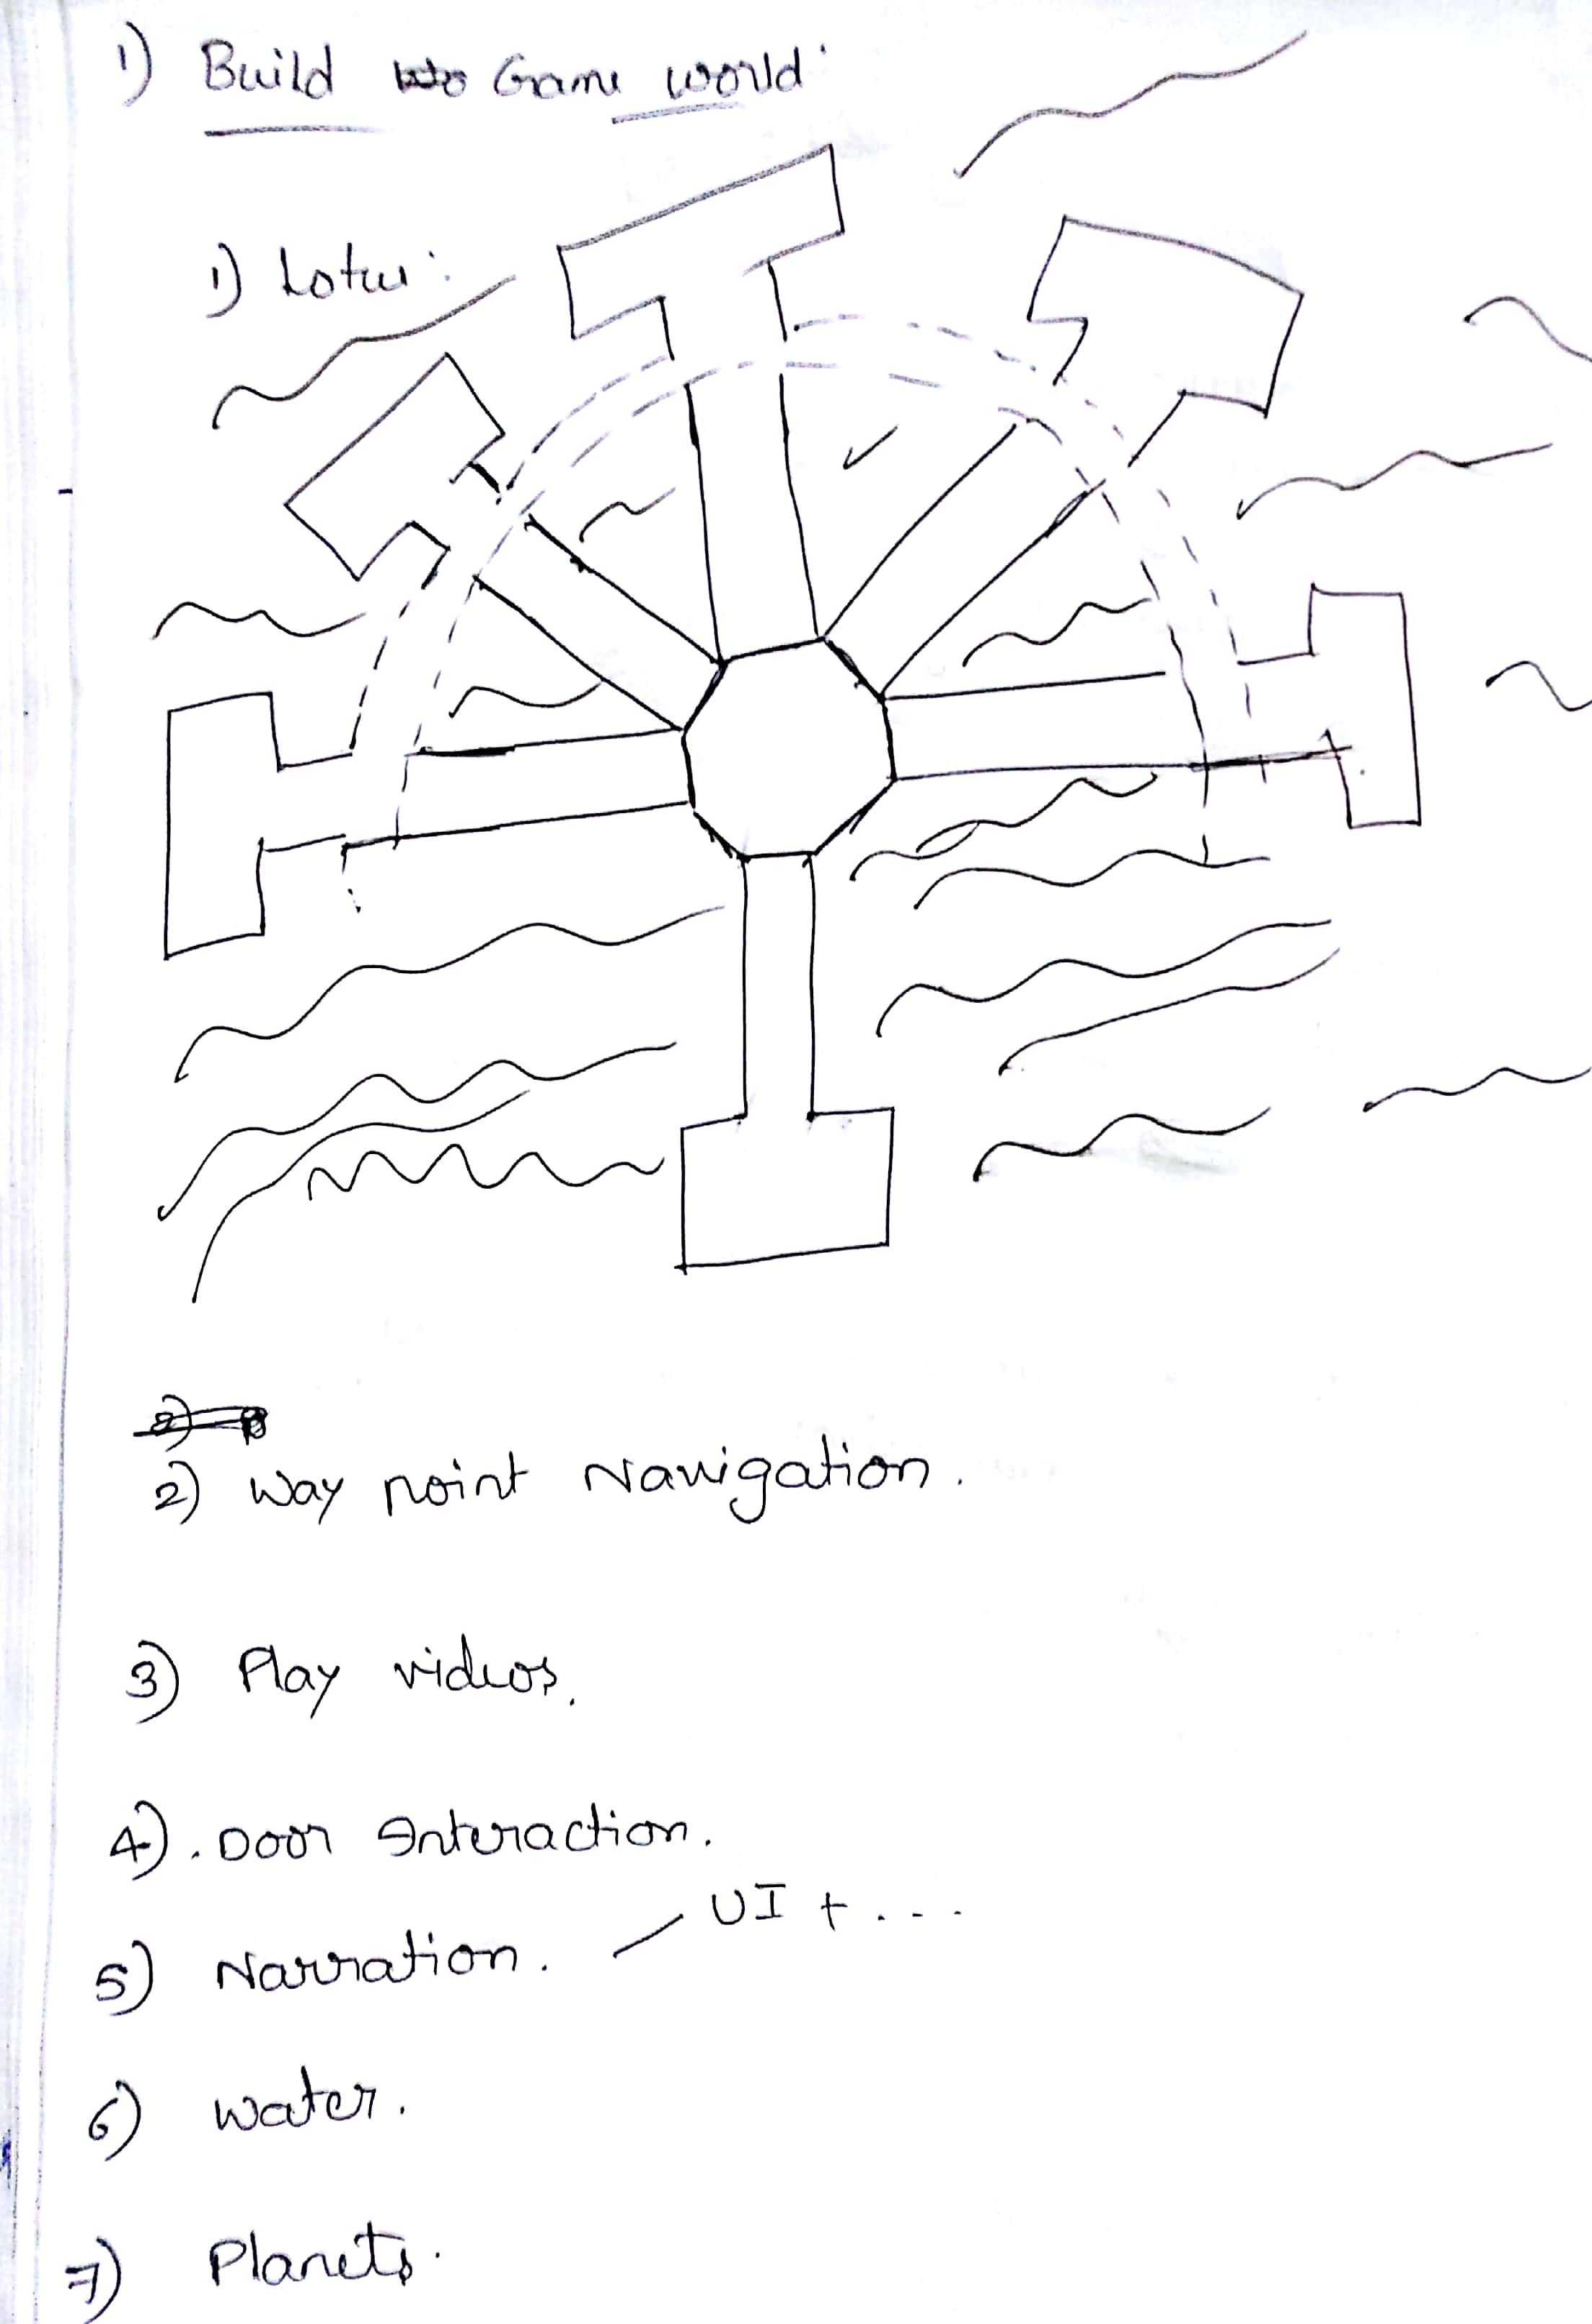 1) Build Game world
1) Lotus:
2) Way point Navigation.
3) Play videos.
4). Door Interaction.
5) Narration. — UI + ...
6) Water.
7) Planets.